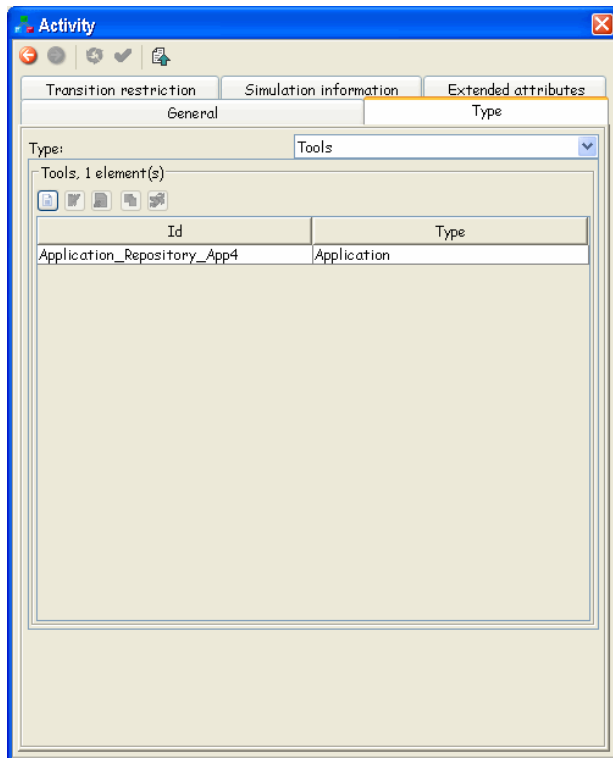 Activity
Transition restriction Simulation information Extended attributes
General Type
Type: Tools
Tools, 1 element(s)
Id Type
Application_Repository_App4 Application